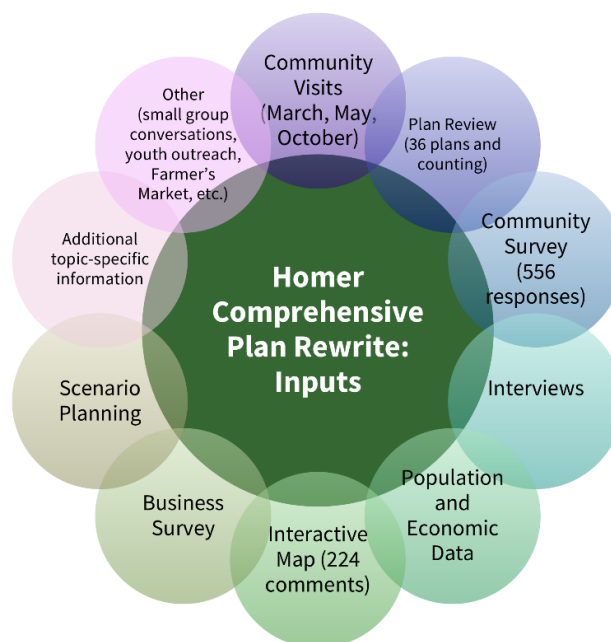 Homer
Comprehensive
Plan Rewrite:
Inputs
Community
Visits
(March, May,
October)
Plan Review
(36 plans and
counting)
Community
Survey
(556
responses)
Interviews
Population
and
Economic
Data
Interactive
Map (224
comments)
Business
Survey
Scenario
Planning
Additional
topic-specific
information
Other
(small group
conversations,
youth outreach,
Farmer's
Market, etc.)